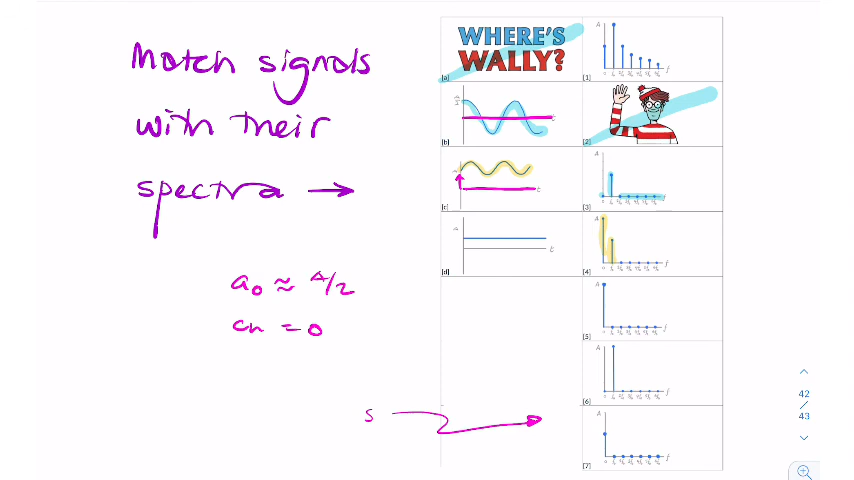 Match signals
with their
spectra →
a₀ ≈ A/2
cn = 0
S
WHERE'S
WALLY?
[a]
[1]
A
f
[b]
t
[2]
[c]
t
[3]
A
f
[d]
t
[4]
A
f
[5]
A
f
[6]
A
f
[7]
A
f
42
/
43